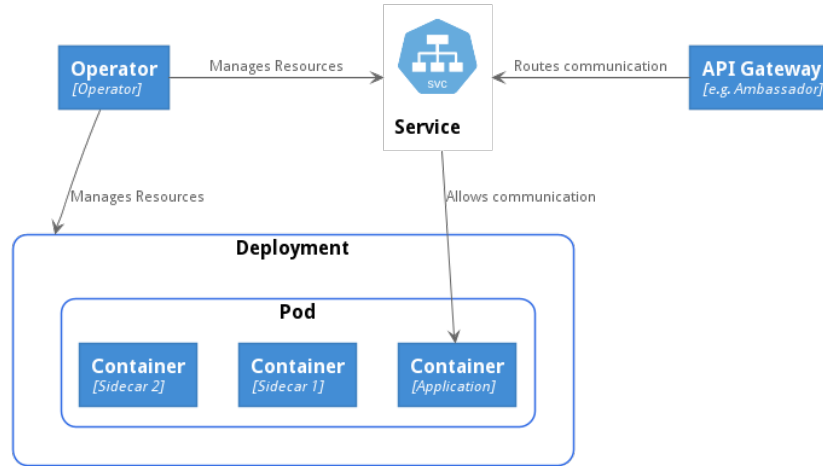 Operator
[Operator]
Manages Resources
svc
Service
Routes communication
API Gateway
[e.g. Ambassador]
Manages Resources
Allows communication
Deployment
Pod
Container
[Sidecar 2]
Container
[Sidecar 1]
Container
[Application]